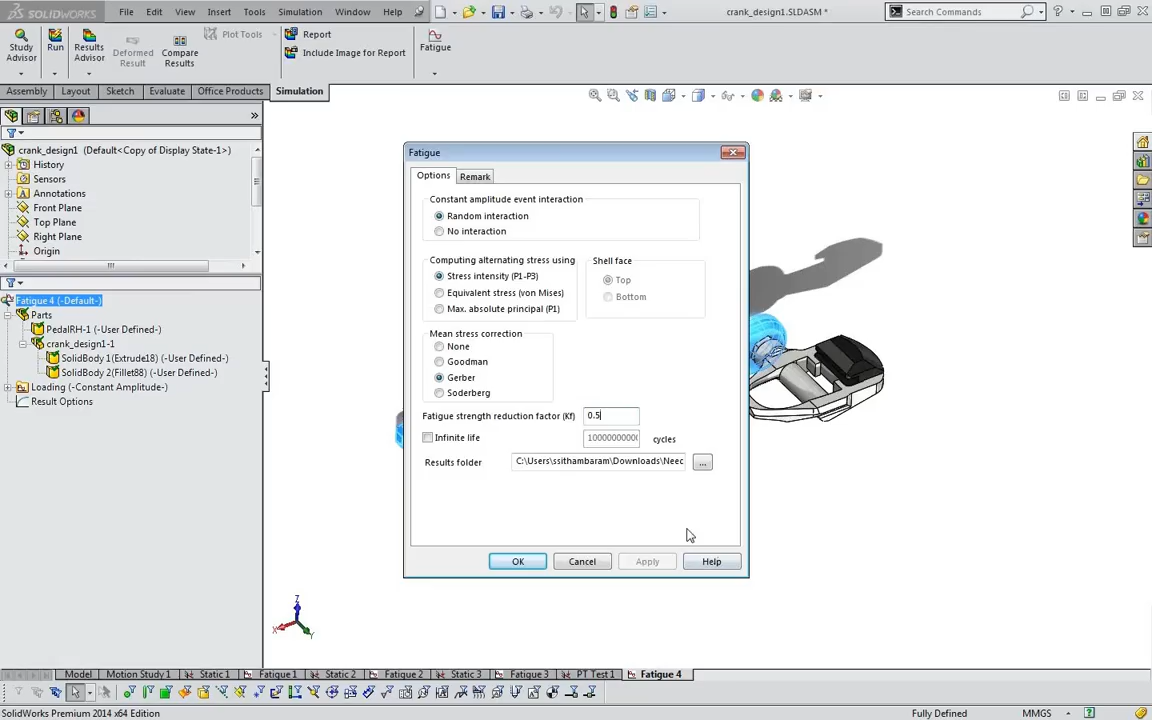 SOLIDWORKS File Edit View Insert Tools Simulation Window Help crank_design1.SLDASM * Search Commands
Study Advisor
Run
Results Advisor
Deformed Result
Compare Results
Plot Tools
Report
Include Image for Report
Fatigue
Assembly Layout Sketch Evaluate Office Products Simulation
crank_design1 (Default<Copy of Display State-1>)
History
Sensors
Annotations
Front Plane
Top Plane
Right Plane
Origin
Fatigue 4 (-Default-)
Parts
PedalRH-1 (-User Defined-)
crank_design1-1
SolidBody 1(Extrude18) (-User Defined-)
SolidBody 2(Fillet88) (-User Defined-)
Loading (-Constant Amplitude-)
Result Options
Fatigue
Options Remark
Constant amplitude event interaction
Random interaction
No interaction
Computing alternating stress using
Stress intensity (P1-P3)
Equivalent stress (von Mises)
Max. absolute principal (P1)
Shell face
Top
Bottom
Mean stress correction
None
Goodman
Gerber
Soderberg
Fatigue strength reduction factor (Kf) 0.5
Infinite life cycles
Results folder C:\Users\ssithambaram\Downloads\Neec ...
OK Cancel Apply Help
Z
X
Y
Model Motion Study 1 Static 1 Fatigue 1 Static 2 Fatigue 2 Static 3 Fatigue 3 PT Test 1 Fatigue 4
SolidWorks Premium 2014 x64 Edition Fully Defined MMGS